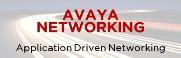 AVAYA
NETWORKING
Application Driven Networking